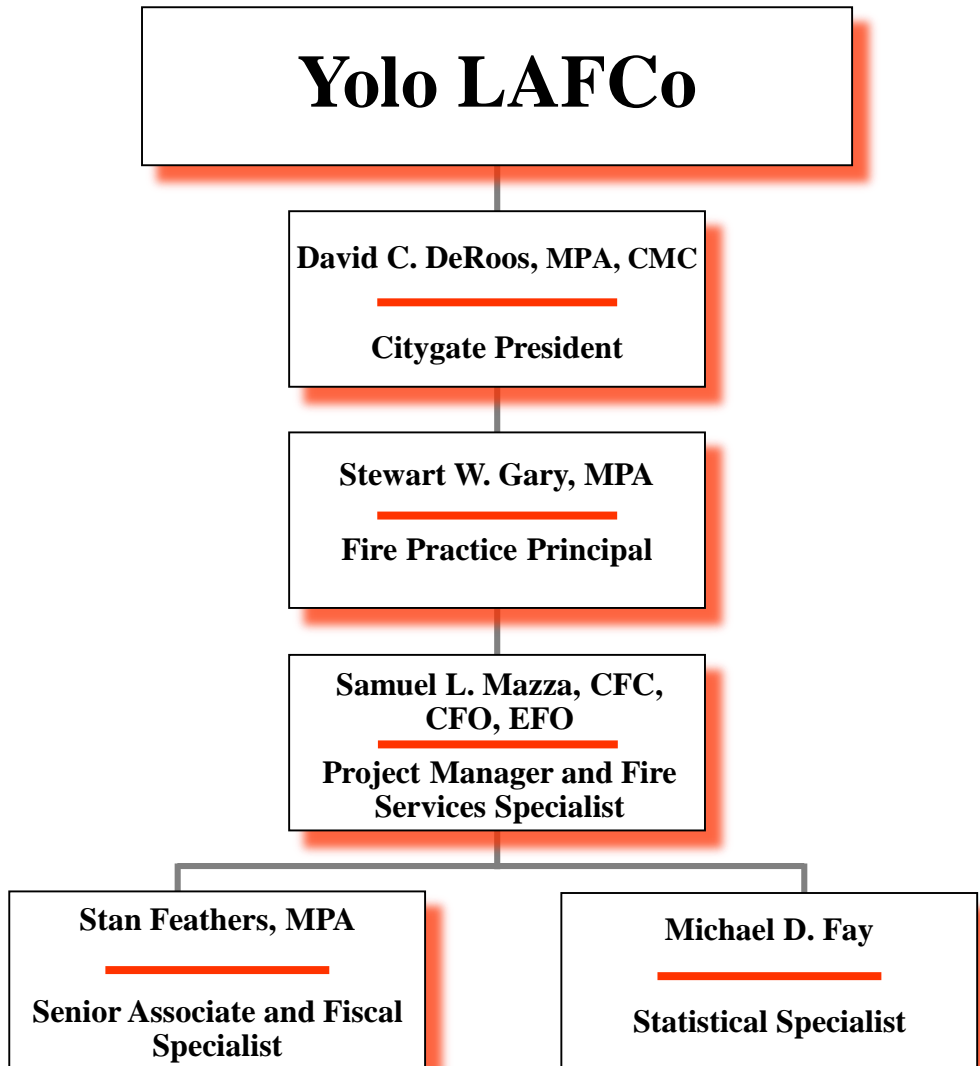 Yolo LAFCo
David C. DeRoos, MPA, CMC
Citygate President
Stewart W. Gary, MPA
Fire Practice Principal
Samuel L. Mazza, CFC,
CFO, EFO
Project Manager and Fire
Services Specialist
Stan Feathers, MPA
Senior Associate and Fiscal
Specialist
Michael D. Fay
Statistical Specialist